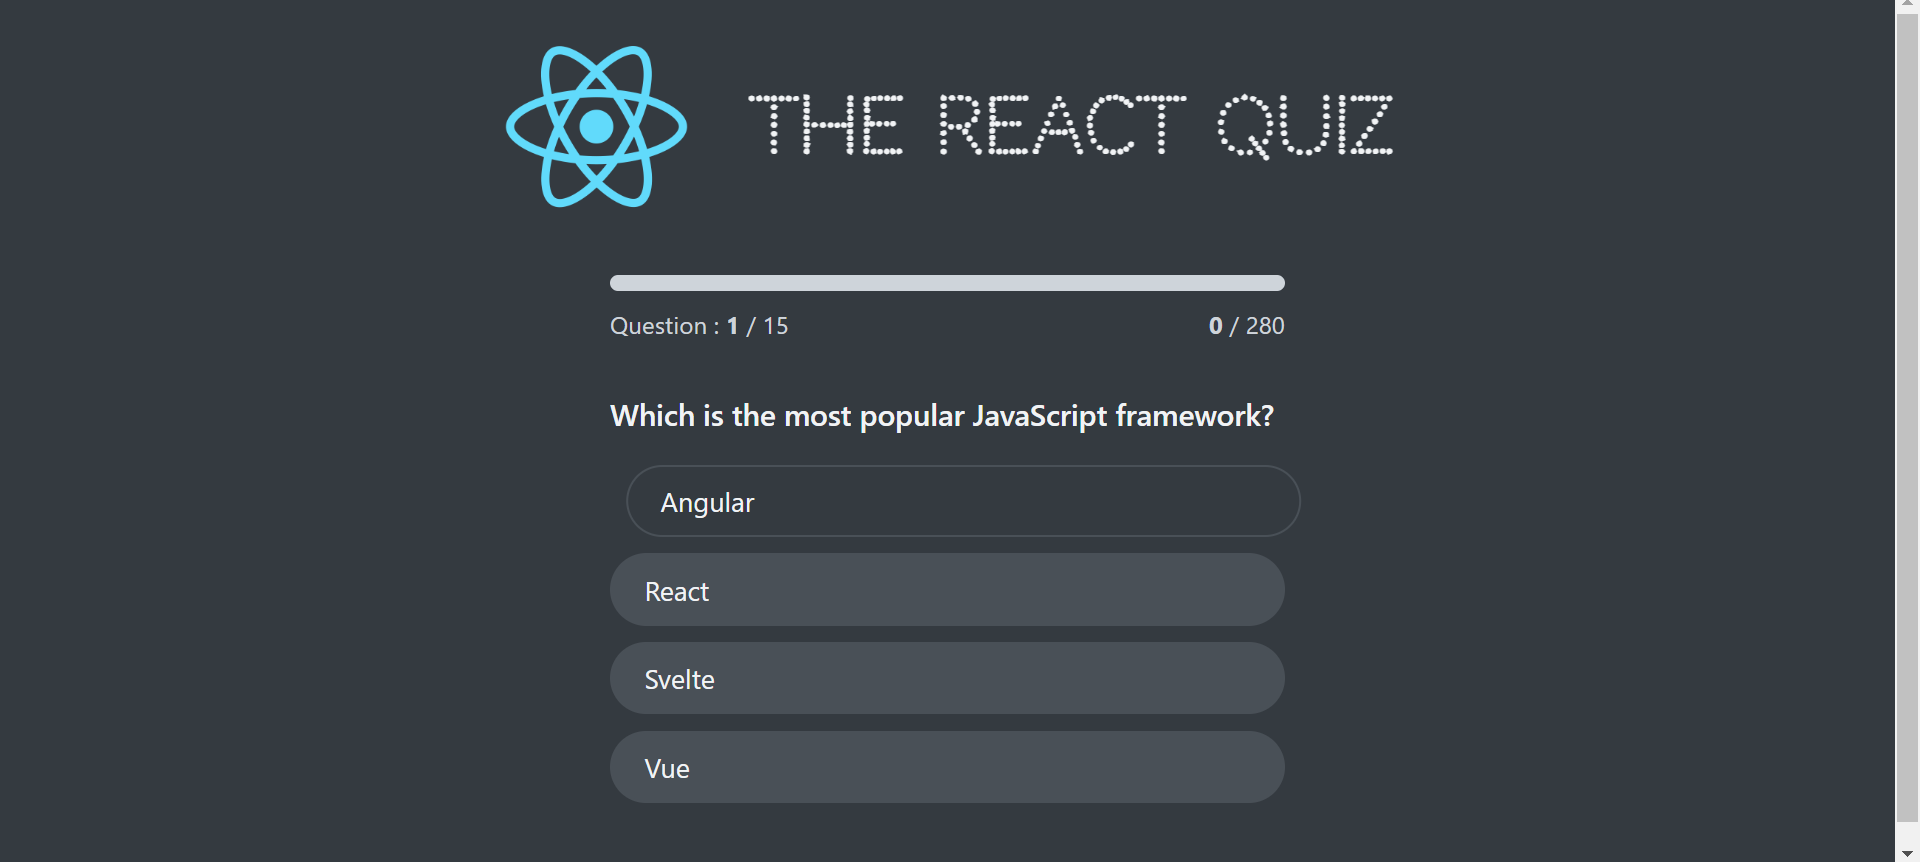 THE REACT QUIZ
Question : 1 / 15
0 / 280
Which is the most popular JavaScript framework?
Angular
React
Svelte
Vue